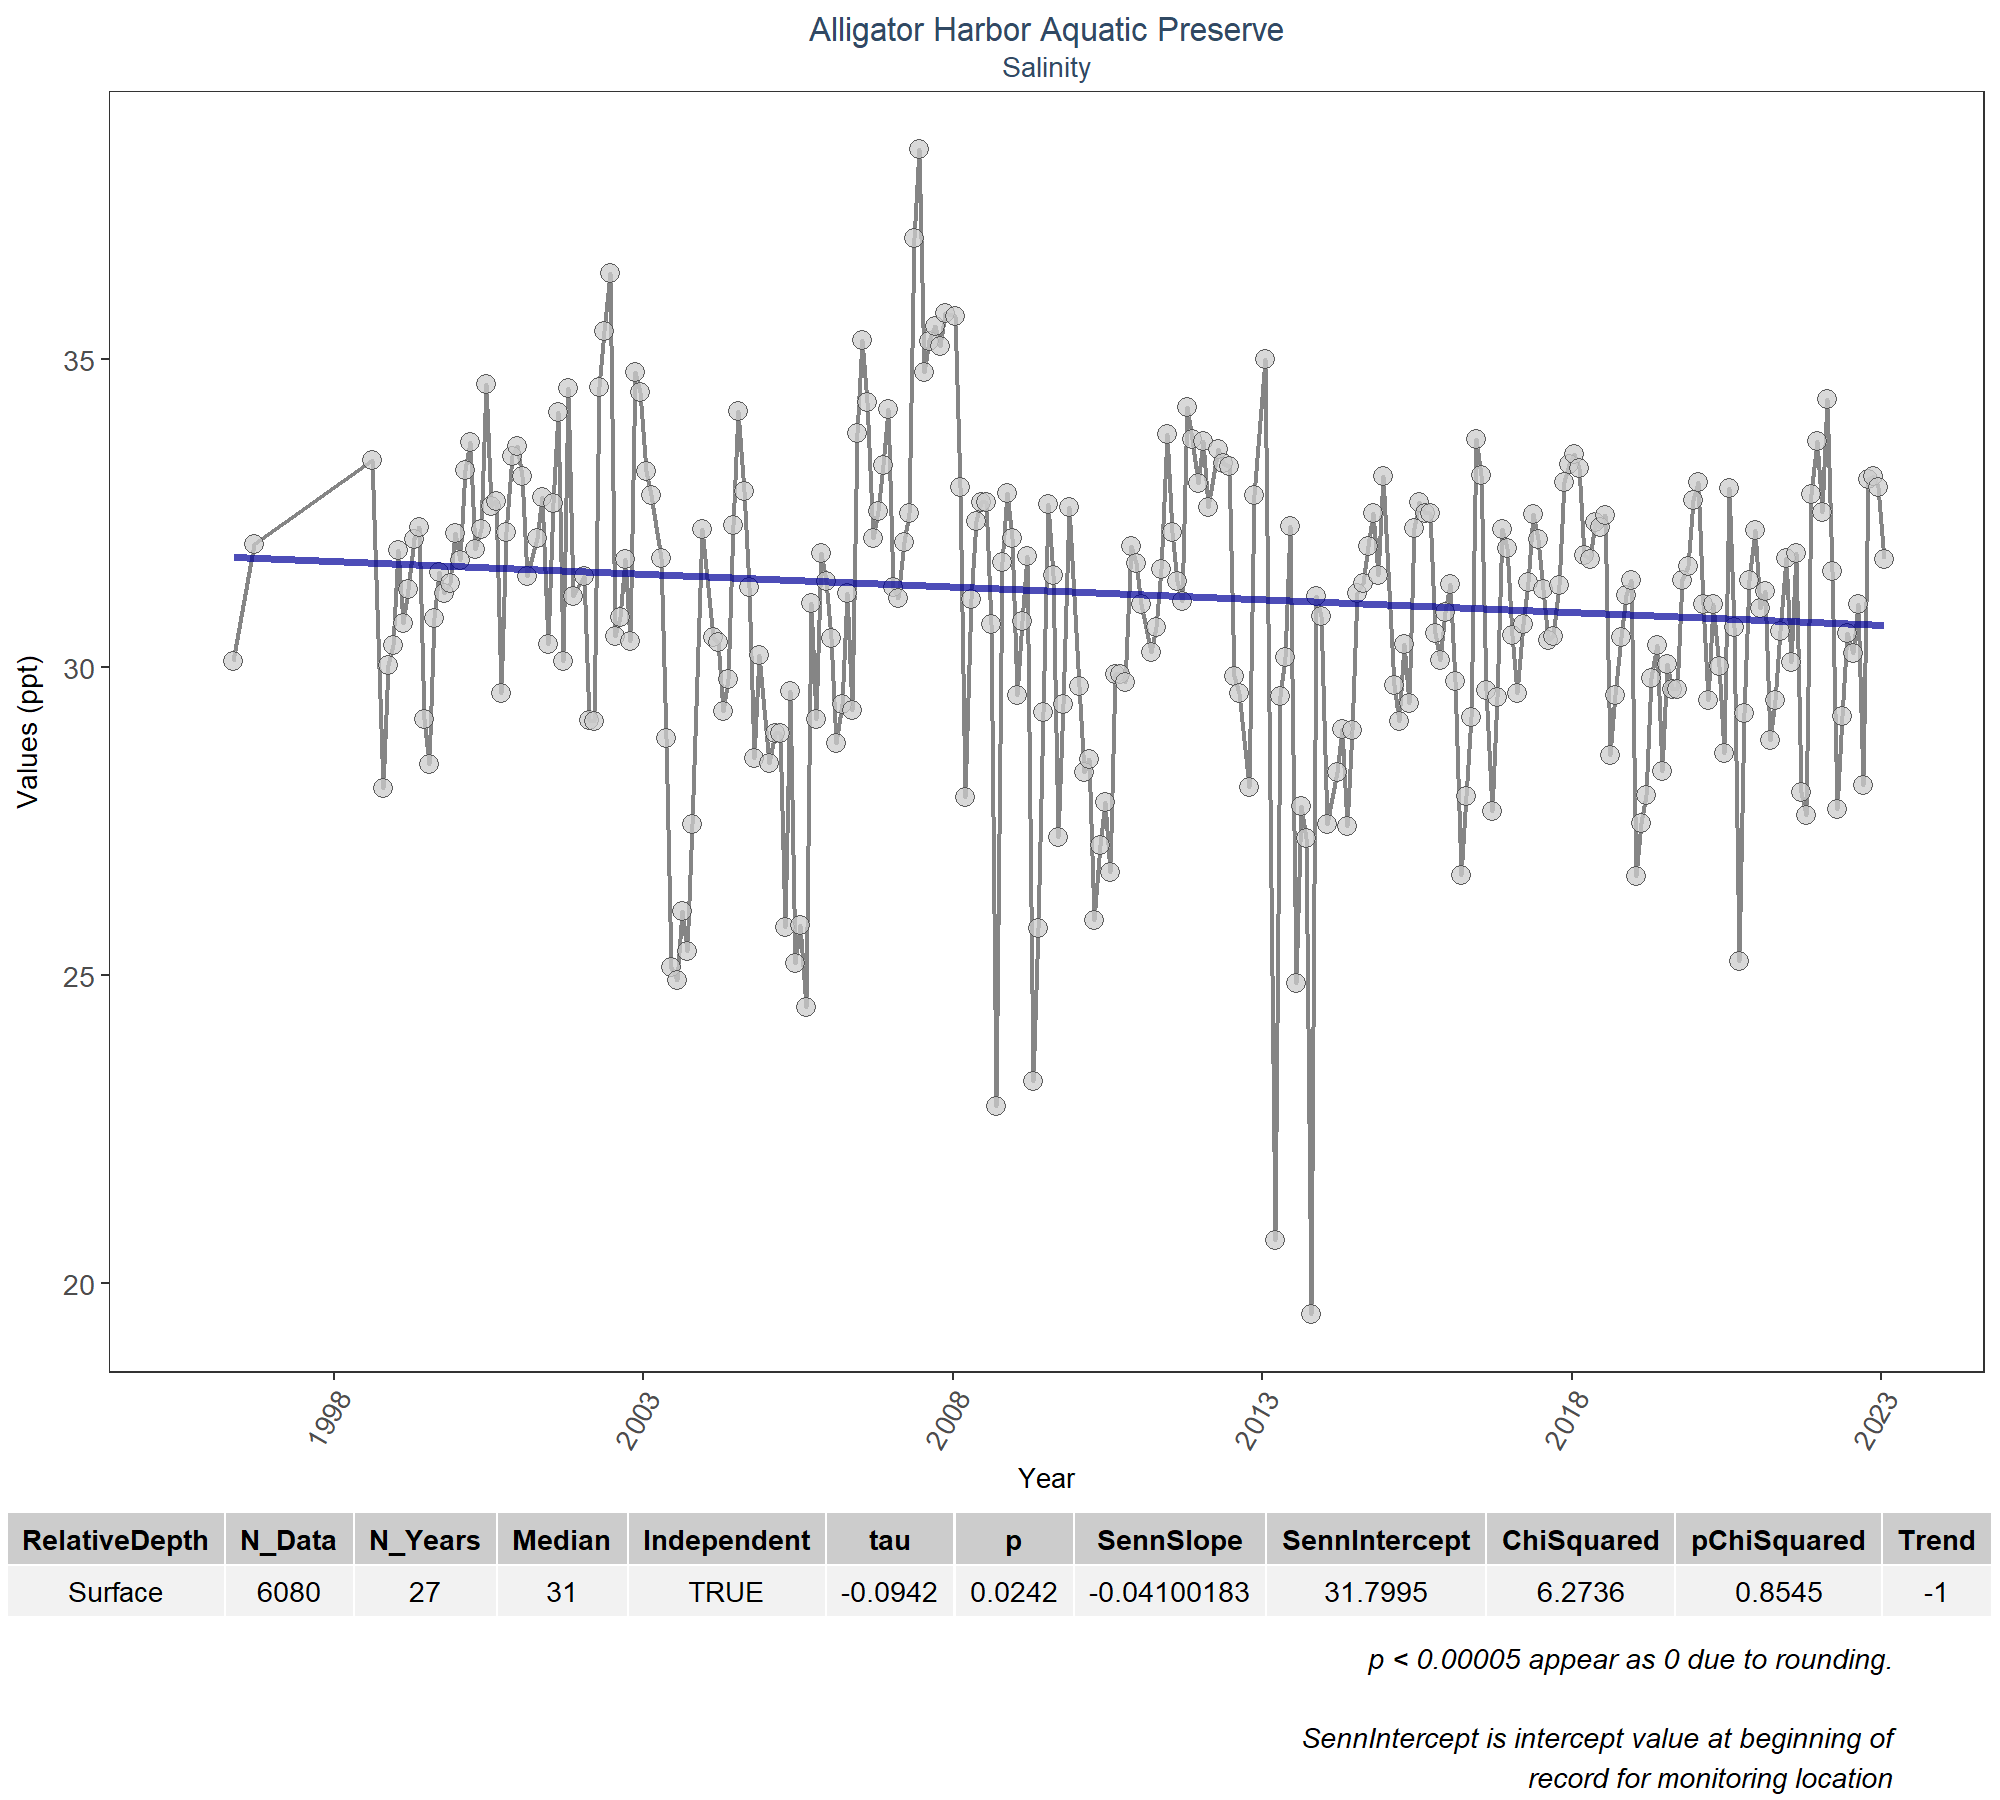 Alligator Harbor Aquatic Preserve
Salinity
35
30
25
20
Values (ppt)
1998
2003
2008
2013
2018
2023
Year
RelativeDepth N_Data N_Years Median Independent tau p SennSlope SennIntercept ChiSquared pChiSquared Trend
Surface 6080 27 31 TRUE -0.0942 0.0242 -0.04100183 31.7995 6.2736 0.8545 -1
p < 0.00005 appear as 0 due to rounding.
SennIntercept is intercept value at beginning of
record for monitoring location